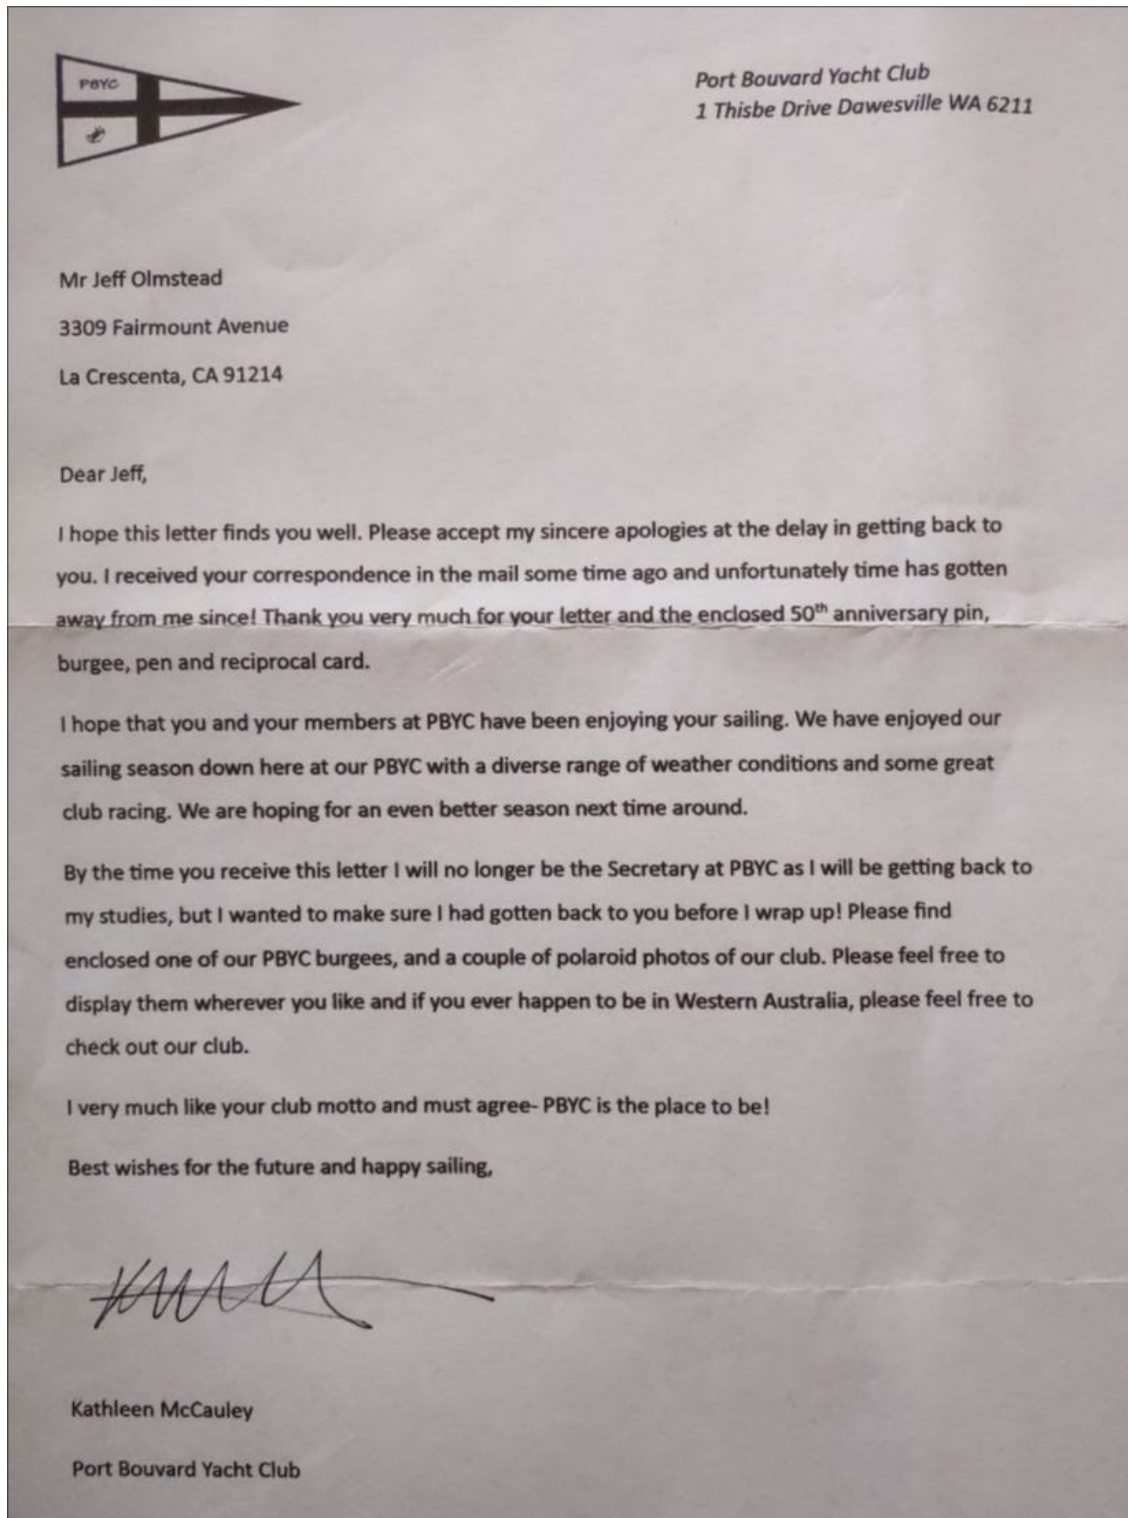 PBYC
Port Bouvard Yacht Club
1 Thisbe Drive Dawesville WA 6211
Mr Jeff Olmstead
3309 Fairmount Avenue
La Crescenta, CA 91214
Dear Jeff,
I hope this letter finds you well. Please accept my sincere apologies at the delay in getting back to
you. I received your correspondence in the mail some time ago and unfortunately time has gotten
away from me since! Thank you very much for your letter and the enclosed 50th anniversary pin,
burgee, pen and reciprocal card.
I hope that you and your members at PBYC have been enjoying your sailing. We have enjoyed our
sailing season down here at our PBYC with a diverse range of weather conditions and some great
club racing. We are hoping for an even better season next time around.
By the time you receive this letter I will no longer be the Secretary at PBYC as I will be getting back to
my studies, but I wanted to make sure I had gotten back to you before I wrap up! Please find
enclosed one of our PBYC burgees, and a couple of polaroid photos of our club. Please feel free to
display them wherever you like and if you ever happen to be in Western Australia, please feel free to
check out our club.
I very much like your club motto and must agree- PBYC is the place to be!
Best wishes for the future and happy sailing,
Kathleen McCauley
Port Bouvard Yacht Club